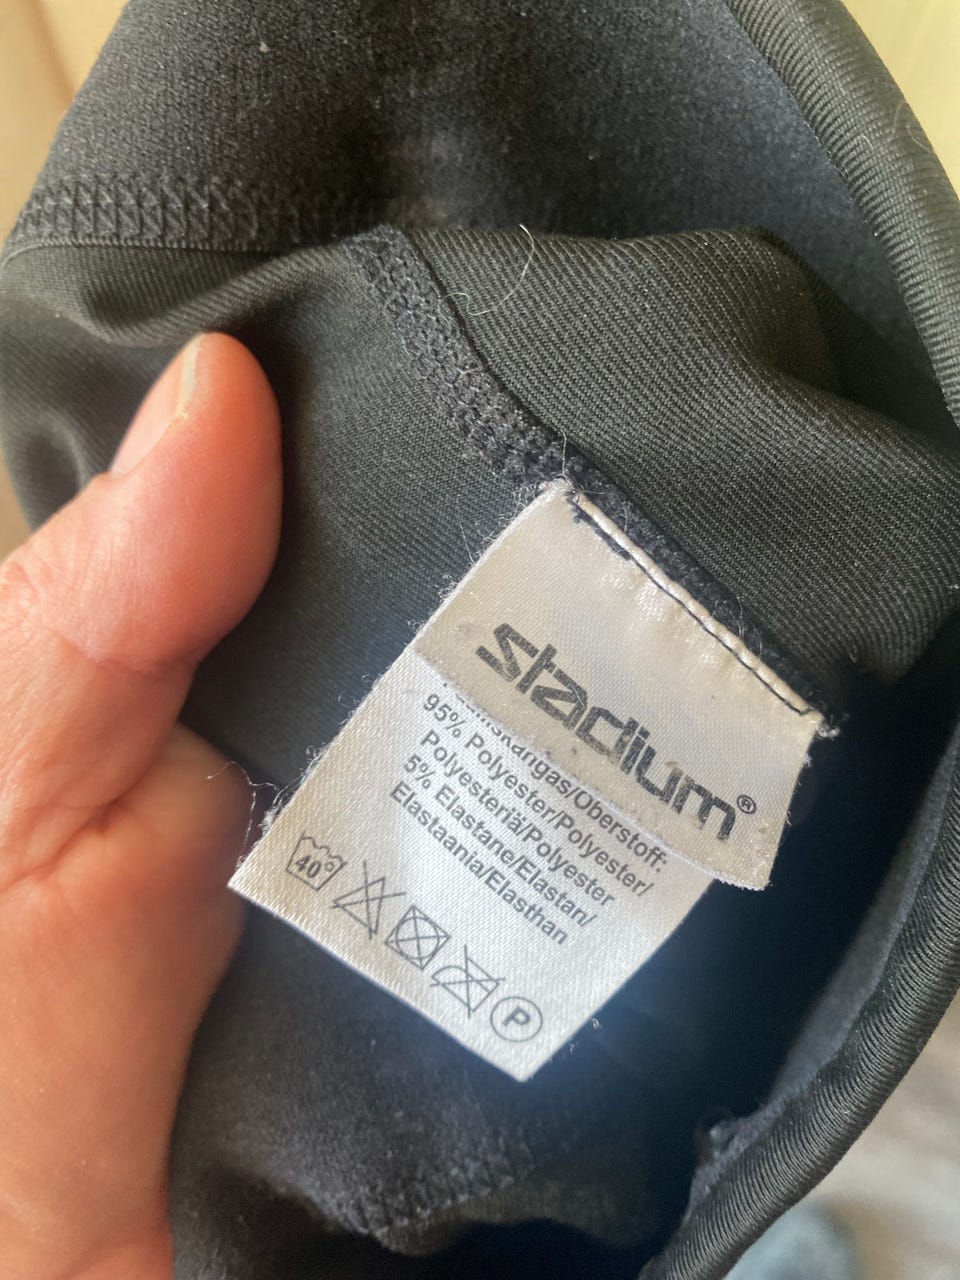 stadium®
95% Polyester/Polyester/
Polyesteriä/Polyester
5% Elastane/Elastan/
Elastaania/Elasthan
40
P